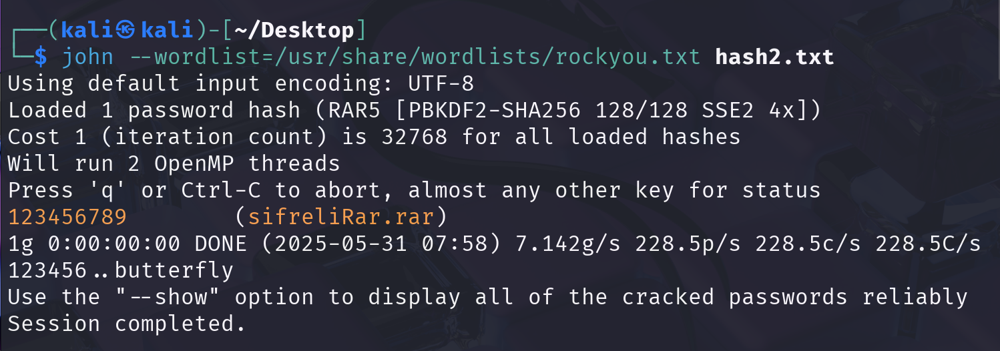 ┌──(kali㉿kali)-[~/Desktop]
└─$ john --wordlist=/usr/share/wordlists/rockyou.txt hash2.txt
Using default input encoding: UTF-8
Loaded 1 password hash (RAR5 [PBKDF2-SHA256 128/128 SSE2 4x])
Cost 1 (iteration count) is 32768 for all loaded hashes
Will run 2 OpenMP threads
Press 'q' or Ctrl-C to abort, almost any other key for status
123456789        (sifreliRar.rar)
1g 0:00:00:00 DONE (2025-05-31 07:58) 7.142g/s 228.5p/s 228.5c/s 228.5C/s
123456..butterfly
Use the "--show" option to display all of the cracked passwords reliably
Session completed.